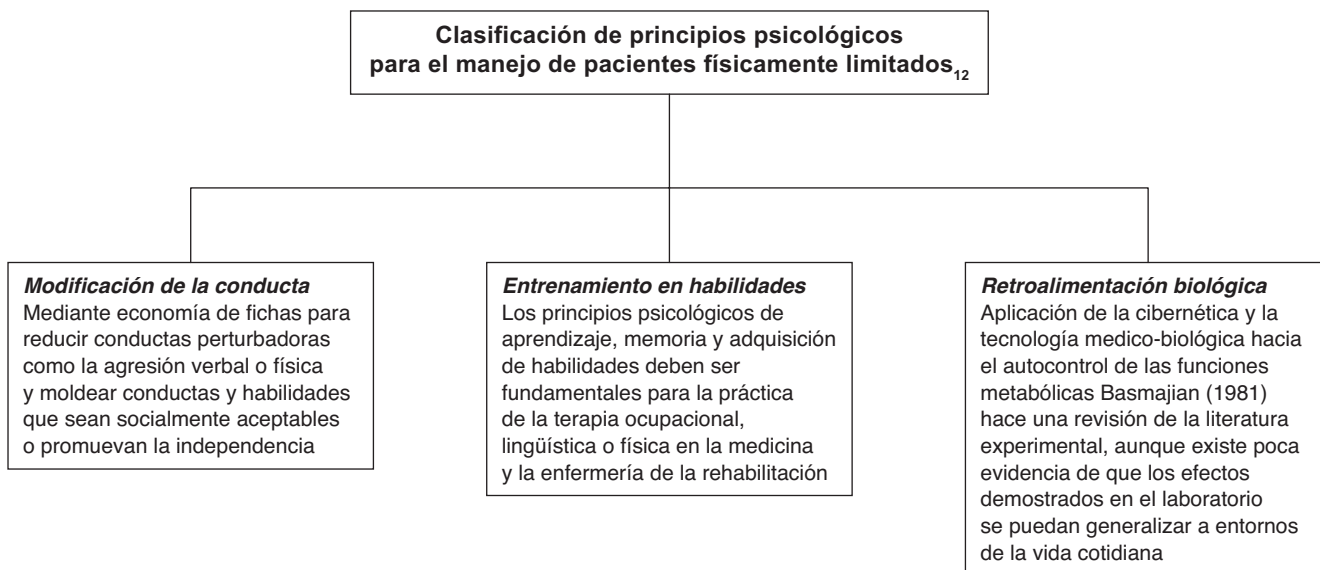 Clasificación de principios psicológicos
para el manejo de pacientes físicamente limitados12
Modificación de la conducta
Mediante economía de fichas para
reducir conductas perturbadoras
como la agresión verbal o física
y moldear conductas y habilidades
que sean socialmente aceptables
o promuevan la independencia
Entrenamiento en habilidades
Los principios psicológicos de
aprendizaje, memoria y adquisición
de habilidades deben ser
fundamentales para la práctica
de la terapia ocupacional,
lingüística o física en la medicina
y la enfermería de la rehabilitación
Retroalimentación biológica
Aplicación de la cibernética y la
tecnología medico-biológica hacia
el autocontrol de las funciones
metabólicas Basmajian (1981)
hace una revisión de la literatura
experimental, aunque existe poca
evidencia de que los efectos
demostrados en el laboratorio
se puedan generalizar a entornos
de la vida cotidiana